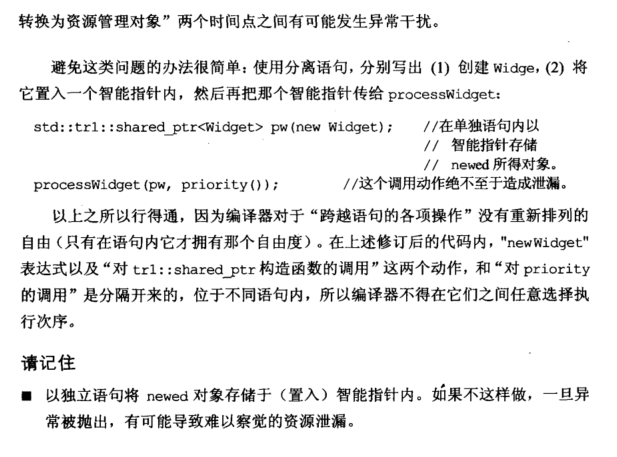 转换为资源管理对象”两个时间点之间有可能发生异常干扰。
避免这类问题的办法很简单：使用分离语句，分别写出 (1) 创建 Widge，(2) 将
它置入一个智能指针内，然后再把那个智能指针传给 processWidget：
std::tr1::shared_ptr<Widget> pw(new Widget); //在单独语句内以
// 智能指针存储
// newed 所得对象。
processWidget(pw, priority()); //这个调用动作绝不至于造成泄漏。
以上之所以行得通，因为编译器对于“跨越语句的各项操作”没有重新排列的
自由（只有在语句内它才拥有那个自由度）。在上述修订后的代码内，"new Widget"
表达式以及“对 tr1::shared_ptr 构造函数的调用”这两个动作，和“对 priority
的调用”是分隔开来的，位于不同语句内，所以编译器不得在它们之间任意选择执
行次序。
请记住
■ 以独立语句将 newed 对象存储于（置入）智能指针内。如果不这样做，一旦异
常被抛出，有可能导致难以察觉的资源泄漏。